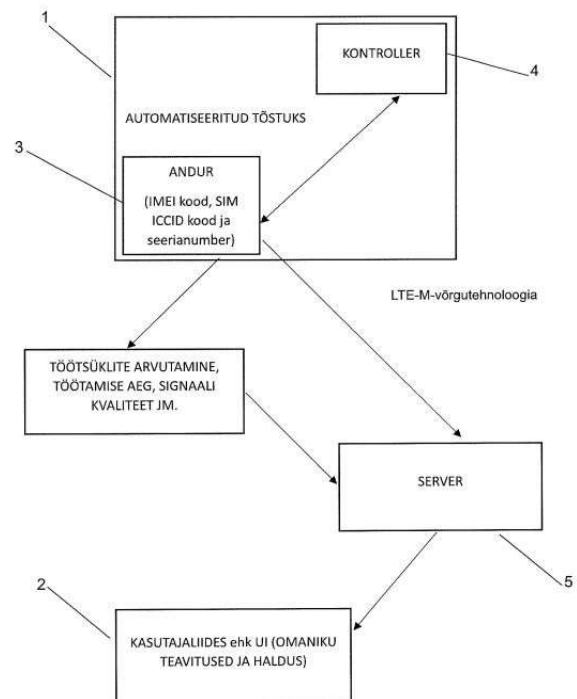 1
KONTROLLER
4
AUTOMATISEERITUD TÕSTUKS
3
ANDUR
(IMEI kood, SIM
ICCID kood ja
seerianumber)
LTE-M-võrgutehnoloogia
TÖÖTSÜKLITE ARVUTAMINE,
TÖÖTAMISE AEG, SIGNAALI
KVALITEET JM.
SERVER
5
2
KASUTAJALIIDES ehk UI (OMANIKU
TEAVITUSED JA HALDUS)